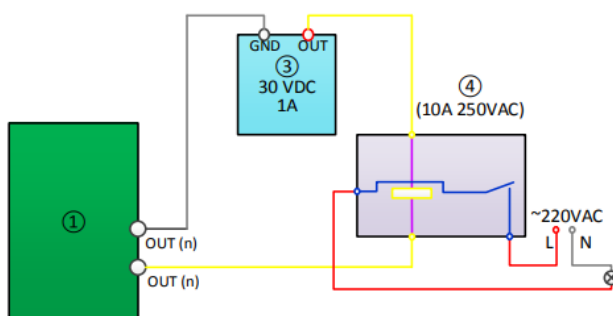 GND OUT
③
30 VDC
1A
④
(10A 250VAC)
①
OUT (n)
OUT (n)
~220VAC
L N